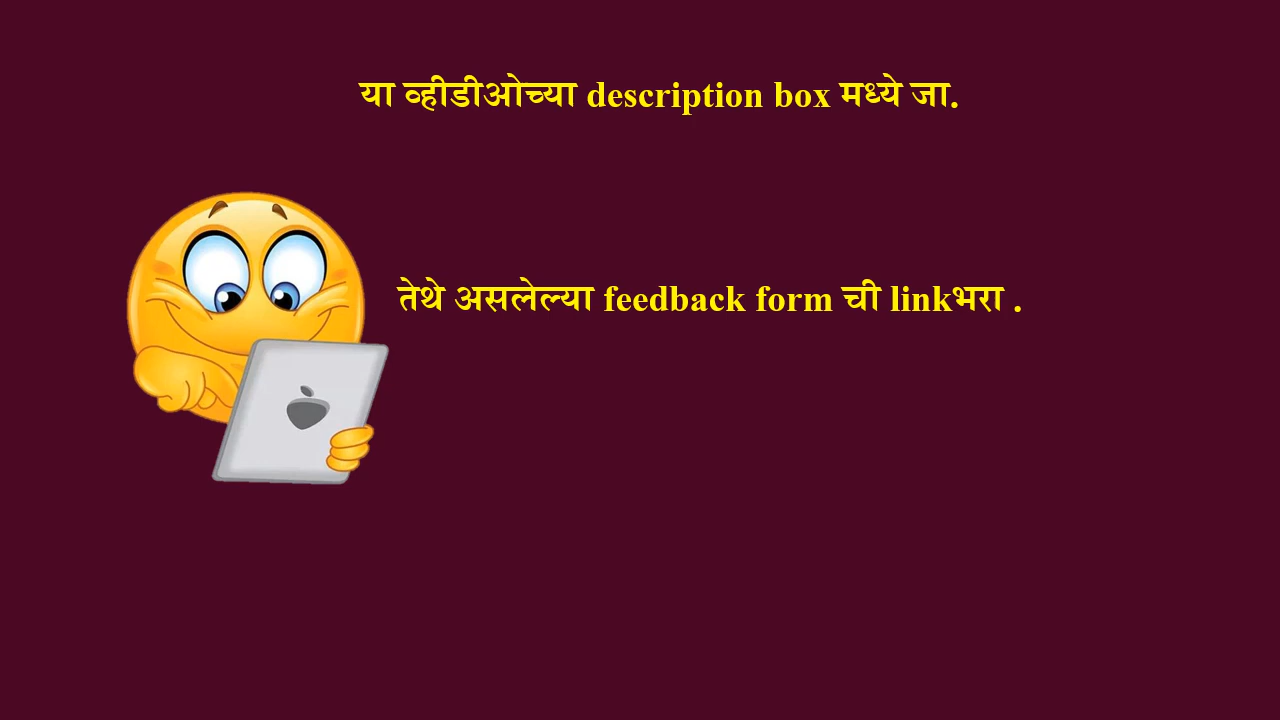 या व्हीडीओच्या description box मध्ये जा.
तेथे असलेल्या feedback form ची linkभरा .